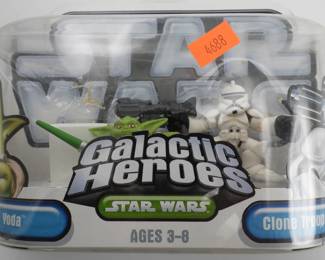 STAR
WARS
4688
Galactic
Heroes
STAR WARS
Yoda
Clone Troop
AGES 3-8